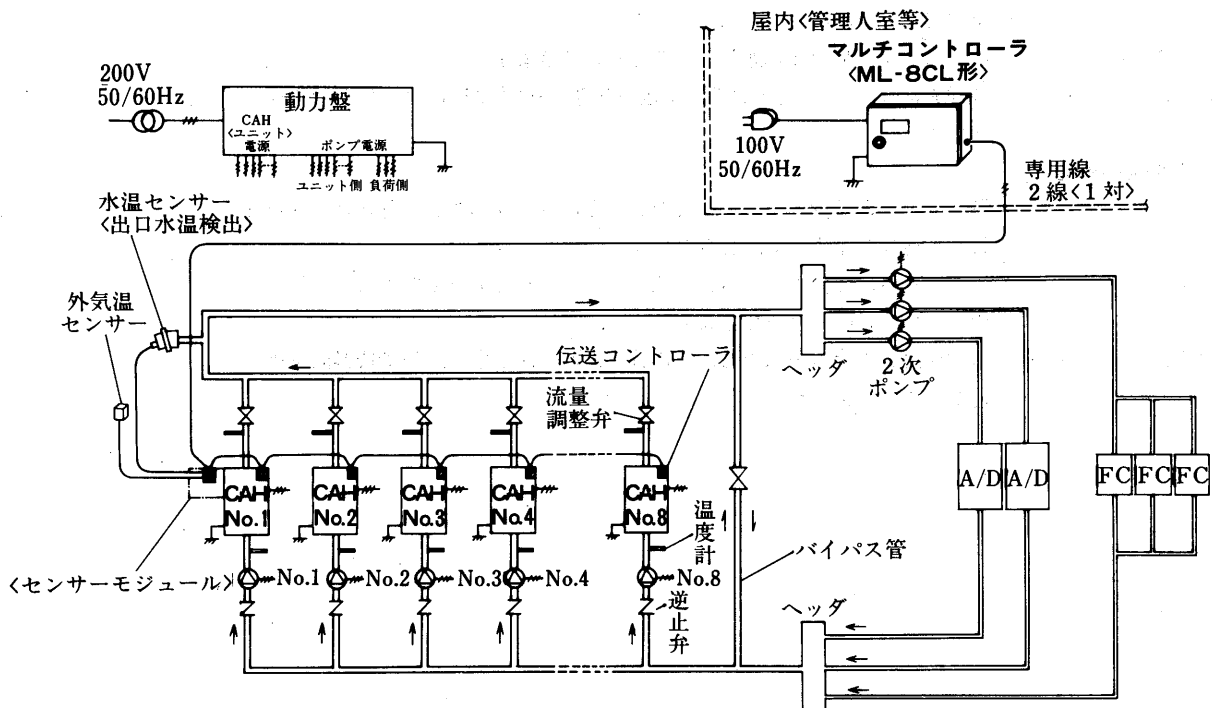 屋内<管理人室等>
マルチコントローラ
<ML-8CL形>
200V
50/60Hz
動力盤
CAH
<ユニット>
電源
ポンプ電源
ユニット側 負荷側
100V
50/60Hz
専用線
2線<1対>
水温センサー
<出口水温検出>
外気温
センサー
伝送コントローラ
流量
調整弁
ヘッダ
2次
ポンプ
CAH
No.1
CAH
No.2
CAH
No.3
CAH
No.4
CAH
No.8
A/D
A/D
FC
FC
FC
温度計
バイパス管
<センサーモジュール>
No.1
No.2
No.3
No.4
No.8
逆止弁
ヘッダ